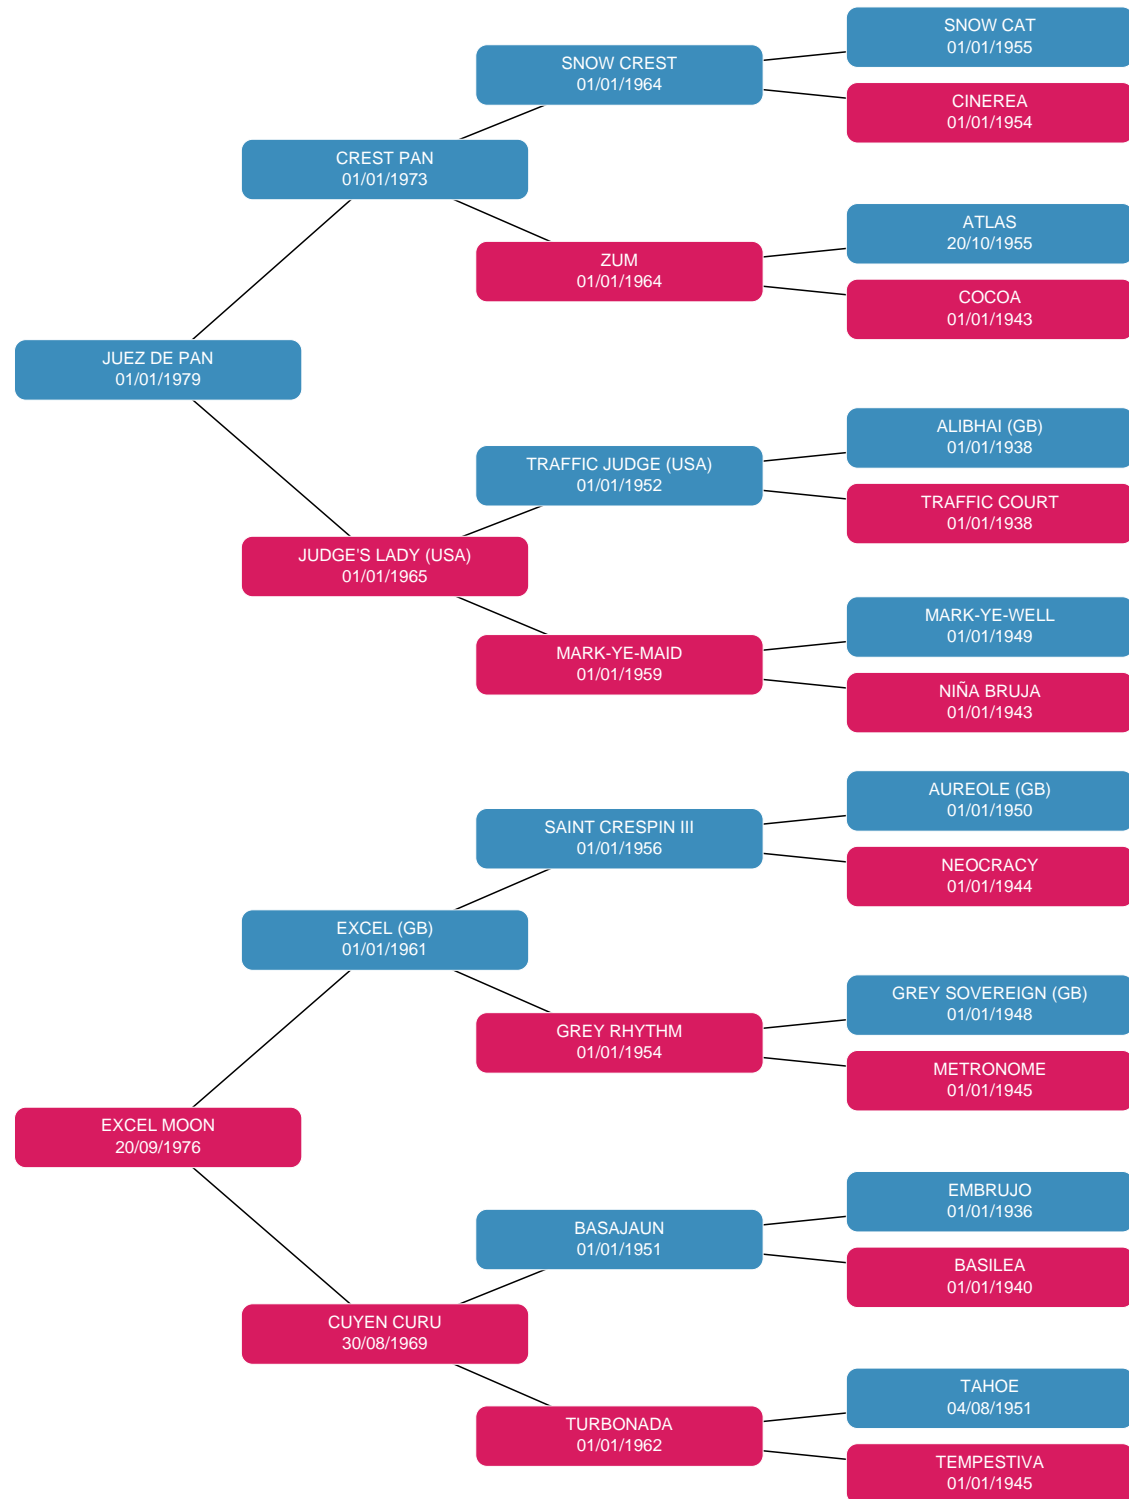 SNOW CAT
01/01/1955
SNOW CREST
01/01/1964
CINEREA
01/01/1954
CREST PAN
01/01/1973
ATLAS
20/10/1955
ZUM
01/01/1964
COCOA
01/01/1943
JUEZ DE PAN
01/01/1979
ALIBHAI (GB)
01/01/1938
TRAFFIC JUDGE (USA)
01/01/1952
TRAFFIC COURT
01/01/1938
JUDGE'S LADY (USA)
01/01/1965
MARK-YE-WELL
01/01/1949
MARK-YE-MAID
01/01/1959
NIÑA BRUJA
01/01/1943
AUREOLE (GB)
01/01/1950
SAINT CRESPIN III
01/01/1956
NEOCRACY
01/01/1944
EXCEL (GB)
01/01/1961
GREY SOVEREIGN (GB)
01/01/1948
GREY RHYTHM
01/01/1954
METRONOME
01/01/1945
EXCEL MOON
20/09/1976
EMBRUJO
01/01/1936
BASAJAUN
01/01/1951
BASILEA
01/01/1940
CUYEN CURU
30/08/1969
TAHOE
04/08/1951
TURBONADA
01/01/1962
TEMPESTIVA
01/01/1945